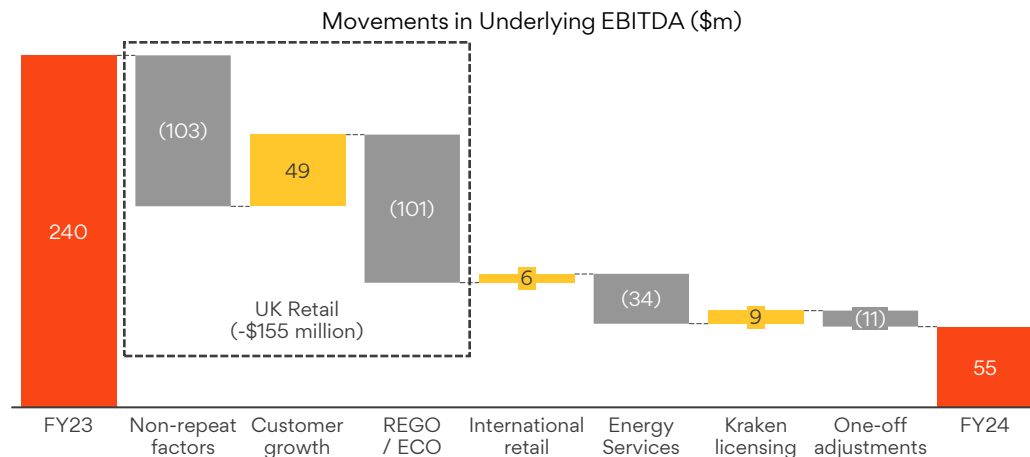 Movements in Underlying EBITDA ($m)
240
(103)
49
(101)
6
(34)
9
(11)
55
UK Retail
(-$155 million)
FY23
Non-repeat
factors
Customer
growth
REGO
/ ECO
International
retail
Energy
Services
Kraken
licensing
One-off
adjustments
FY24